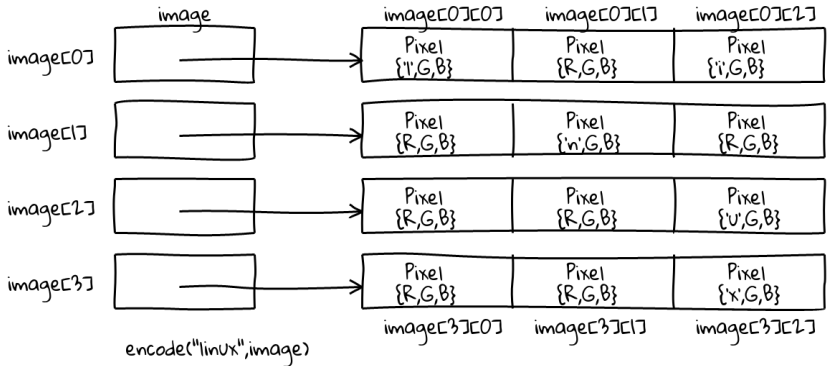 image image[0][0] image[0][1] image[0][2]
image[0] Pixel Pixel Pixel
{'l',G,B} {R,G,B} {'i',G,B}
image[1] Pixel Pixel Pixel
{R,G,B} {'n',G,B} {R,G,B}
image[2] Pixel Pixel Pixel
{R,G,B} {R,G,B} {'u',G,B}
image[3] Pixel Pixel Pixel
{R,G,B} {R,G,B} {'x',G,B}
image[3][0] image[3][1] image[3][2]
encode("linux",image)